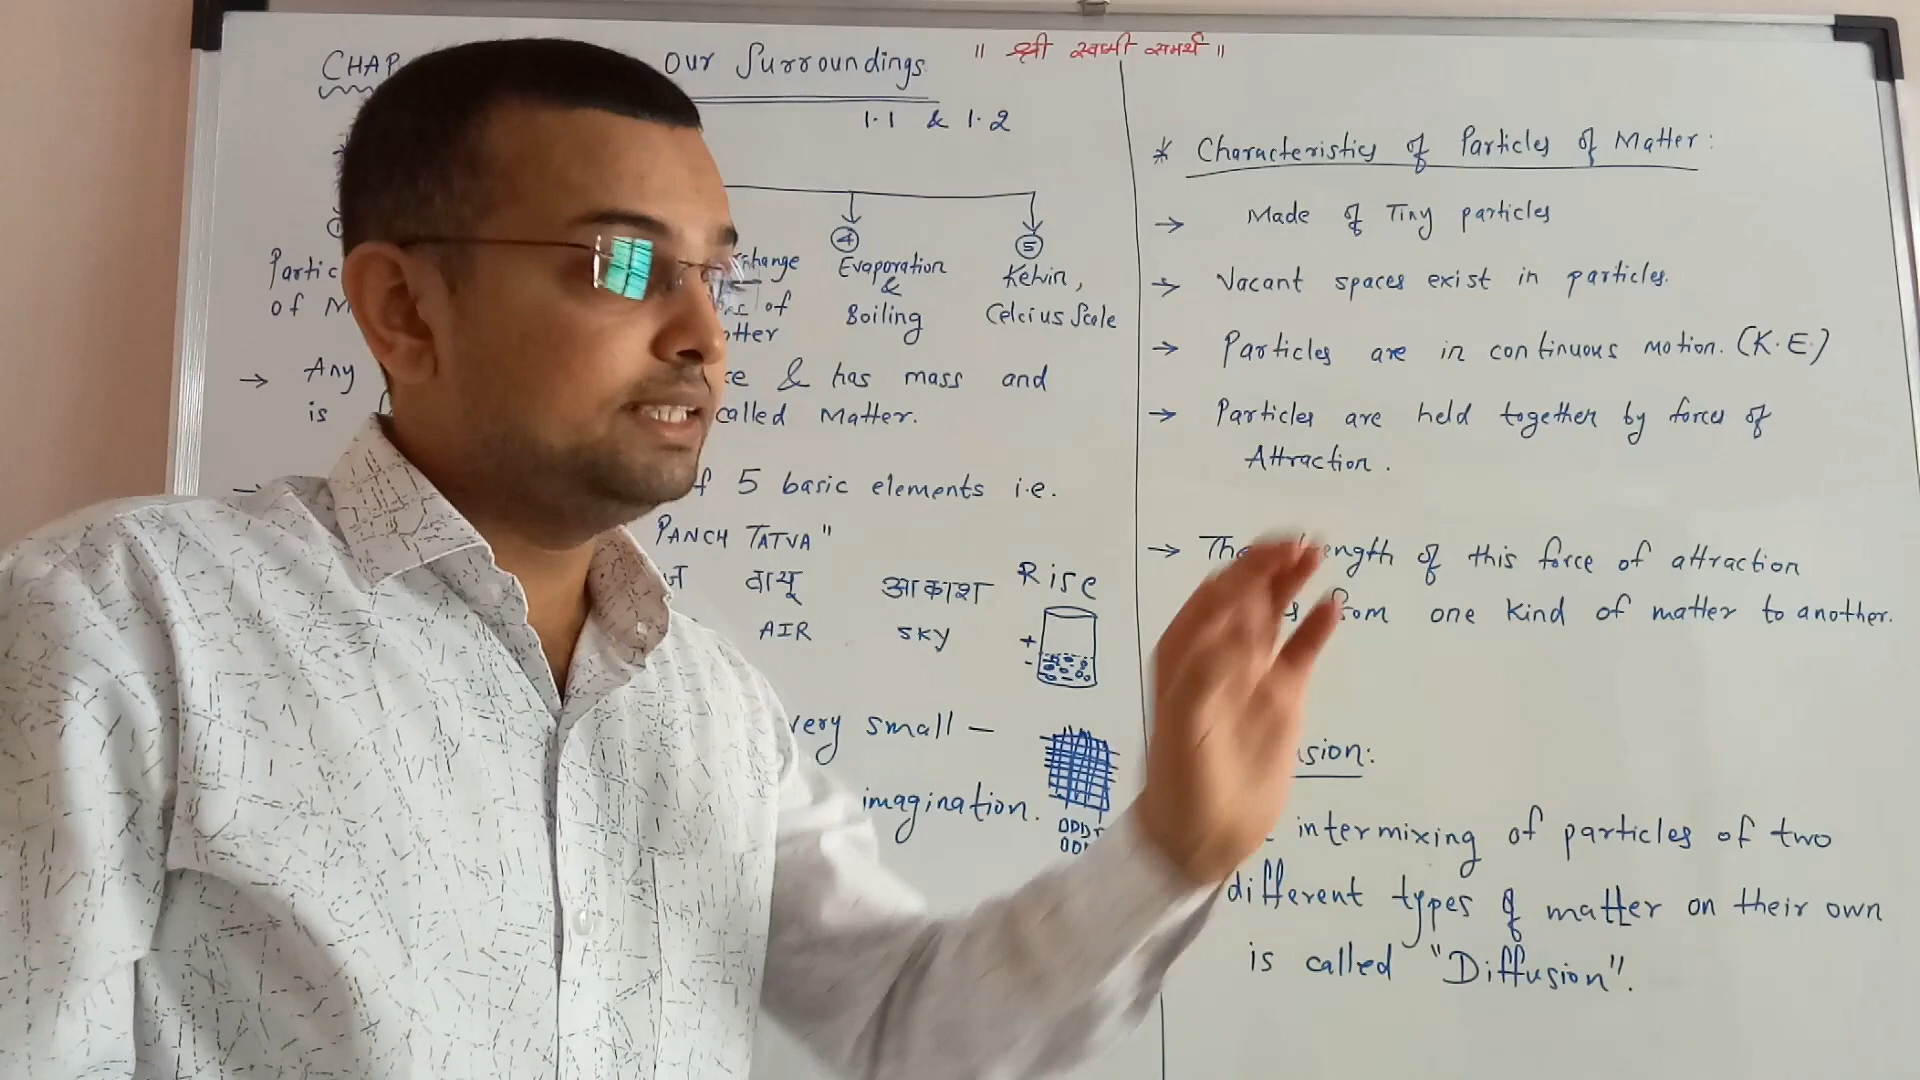 CHAP our Surroundings
॥ श्री स्वामी समर्थ ॥
1.1 & 1.2
④ ⑤
Partic change Evaporation Kelvin,
of M of & Celcius Scale
Boiling
→ Any & has mass and
is called Matter.
5 basic elements i.e.
PANCH TATVA"
वायू आकाश Rise
AIR SKY
+
-
very small —
imagination.
* Characteristics of Particles of Matter:
→ Made of Tiny particles
→ Vacant spaces exist in particles.
→ Particles are in continuous motion. (K.E.)
→ Particles are held together by forces of
Attraction.
→ The of this force of attraction
one kind of matter to another.
usion:
intermixing of particles of two
different types of matter on their own
is called "Diffusion".